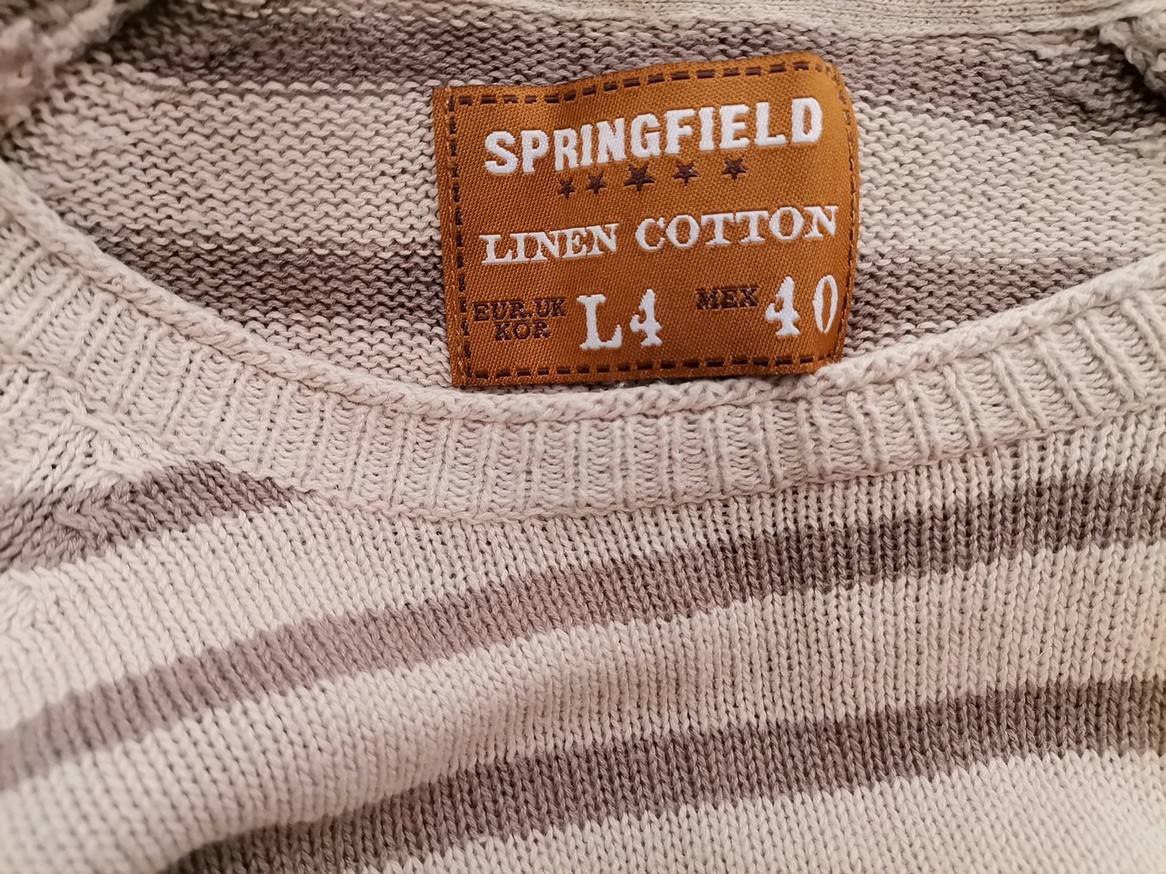 SPRINGFIELD
LINEN COTTON
EUR.UK KOR L4 MEX 40